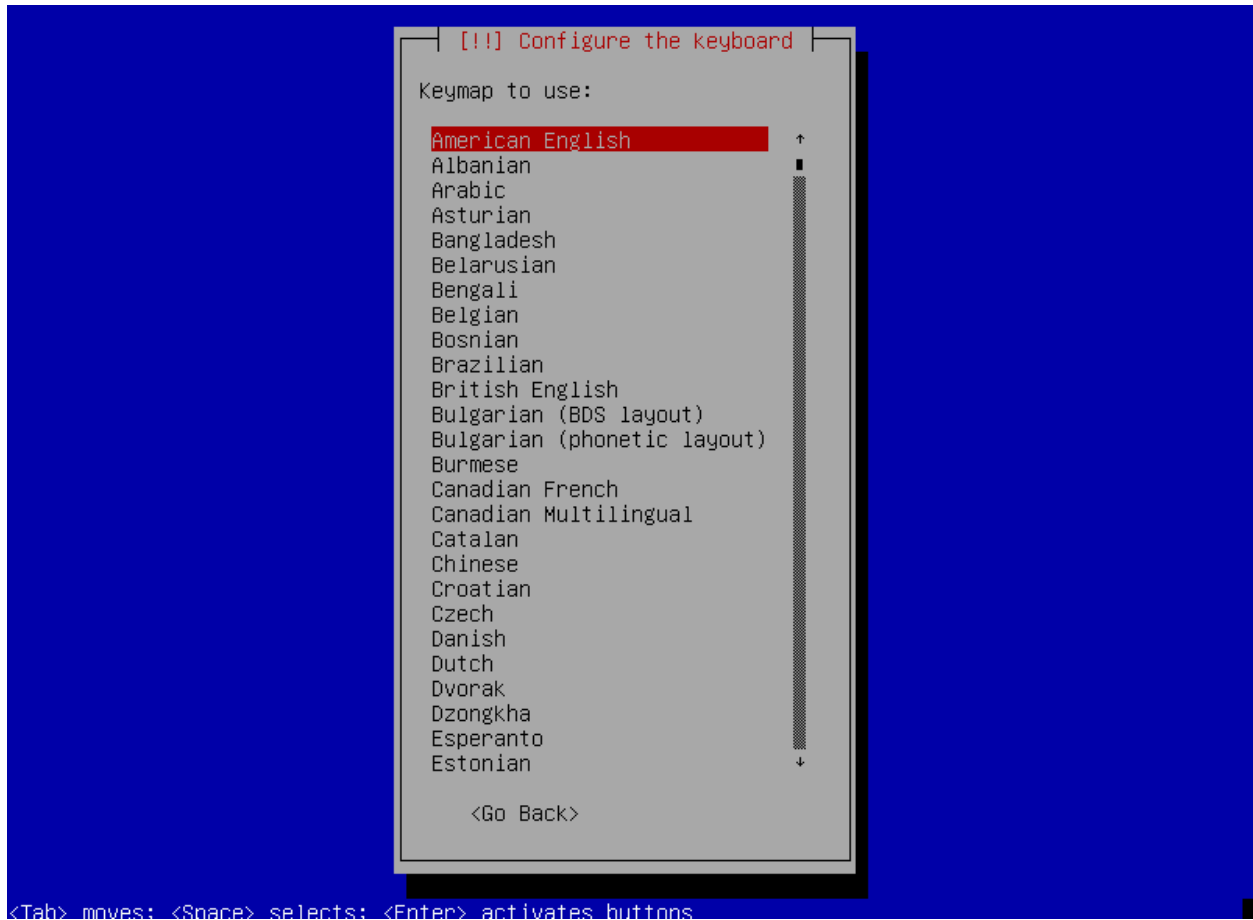 [!!] Configure the keyboard
Keymap to use:
American English
Albanian
Arabic
Asturian
Bangladesh
Belarusian
Bengali
Belgian
Bosnian
Brazilian
British English
Bulgarian (BDS layout)
Bulgarian (phonetic layout)
Burmese
Canadian French
Canadian Multilingual
Catalan
Chinese
Croatian
Czech
Danish
Dutch
Dvorak
Dzongkha
Esperanto
Estonian
<Go Back>
<Tab> moves; <Space> selects; <Enter> activates buttons